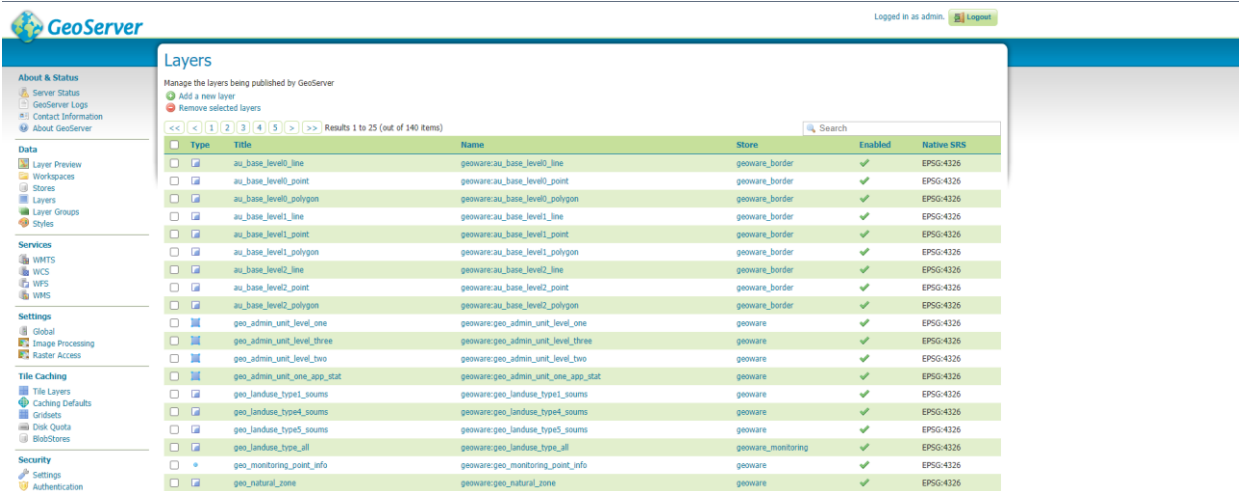 GeoServer
Logged in as admin. Logout
About & Status
Server Status
GeoServer Logs
Contact Information
About GeoServer
Data
Layer Preview
Workspaces
Stores
Layers
Layer Groups
Styles
Services
WMTS
WCS
WFS
WMS
Settings
Global
Image Processing
Raster Access
Tile Caching
Tile Layers
Caching Defaults
Gridsets
Disk Quota
BlobStores
Security
Settings
Authentication
Layers
Manage the layers being published by GeoServer
Add a new layer
Remove selected layers
<< < 1 2 3 4 5 > >> Results 1 to 25 (out of 140 items) Search
Type Title Name Store Enabled Native SRS
au_base_level0_line geoware:au_base_level0_line geoware_border EPSG:4326
au_base_level0_point geoware:au_base_level0_point geoware_border EPSG:4326
au_base_level0_polygon geoware:au_base_level0_polygon geoware_border EPSG:4326
au_base_level1_line geoware:au_base_level1_line geoware_border EPSG:4326
au_base_level1_point geoware:au_base_level1_point geoware_border EPSG:4326
au_base_level1_polygon geoware:au_base_level1_polygon geoware_border EPSG:4326
au_base_level2_line geoware:au_base_level2_line geoware_border EPSG:4326
au_base_level2_point geoware:au_base_level2_point geoware_border EPSG:4326
au_base_level2_polygon geoware:au_base_level2_polygon geoware_border EPSG:4326
geo_admin_unit_level_one geoware:geo_admin_unit_level_one geoware EPSG:4326
geo_admin_unit_level_three geoware:geo_admin_unit_level_three geoware EPSG:4326
geo_admin_unit_level_two geoware:geo_admin_unit_level_two geoware EPSG:4326
geo_admin_unit_one_app_stat geoware:geo_admin_unit_one_app_stat geoware EPSG:4326
geo_landuse_type1_soums geoware:geo_landuse_type1_soums geoware EPSG:4326
geo_landuse_type4_soums geoware:geo_landuse_type4_soums geoware EPSG:4326
geo_landuse_type5_soums geoware:geo_landuse_type5_soums geoware EPSG:4326
geo_landuse_type_all geoware:geo_landuse_type_all geoware_monitoring EPSG:4326
geo_monitoring_point_info geoware:geo_monitoring_point_info geoware EPSG:4326
geo_natural_zone geoware:geo_natural_zone geoware EPSG:4326